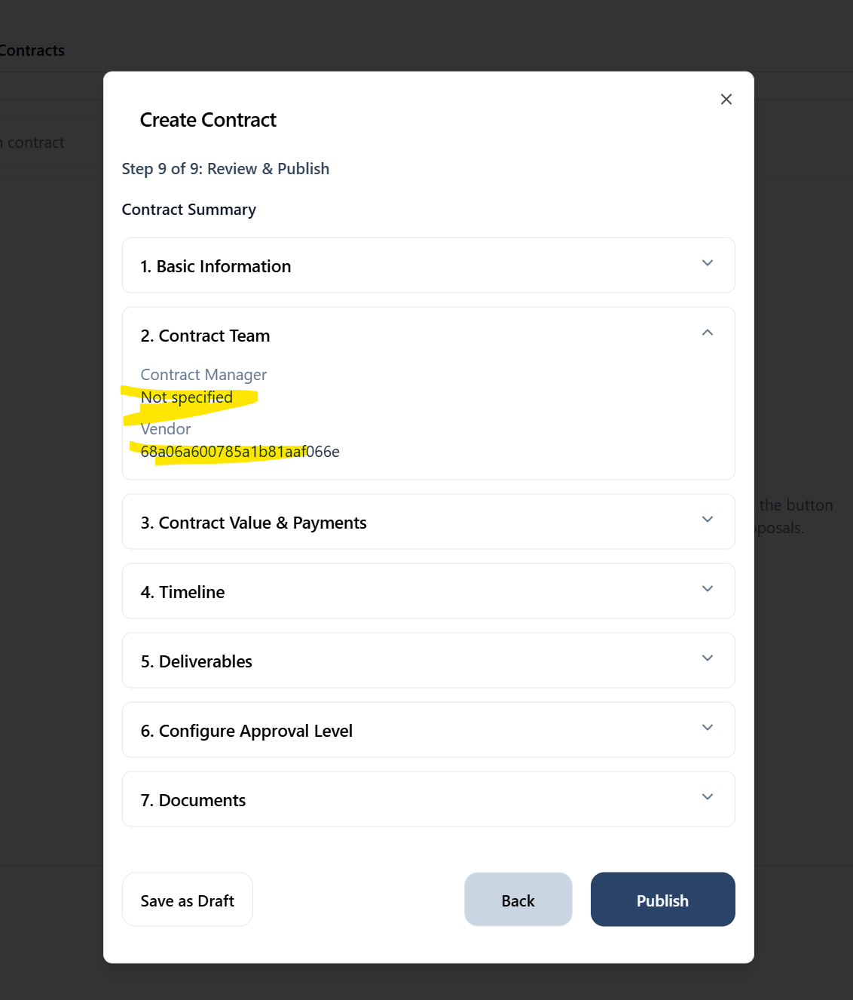 Contracts
contract
Create Contract
Step 9 of 9: Review & Publish
Contract Summary
1. Basic Information
2. Contract Team
Contract Manager
Not specified
Vendor
68a06a600785a1b81aaf066e
3. Contract Value & Payments
the button
4. Timeline
5. Deliverables
6. Configure Approval Level
7. Documents
Save as Draft
Back
Publish